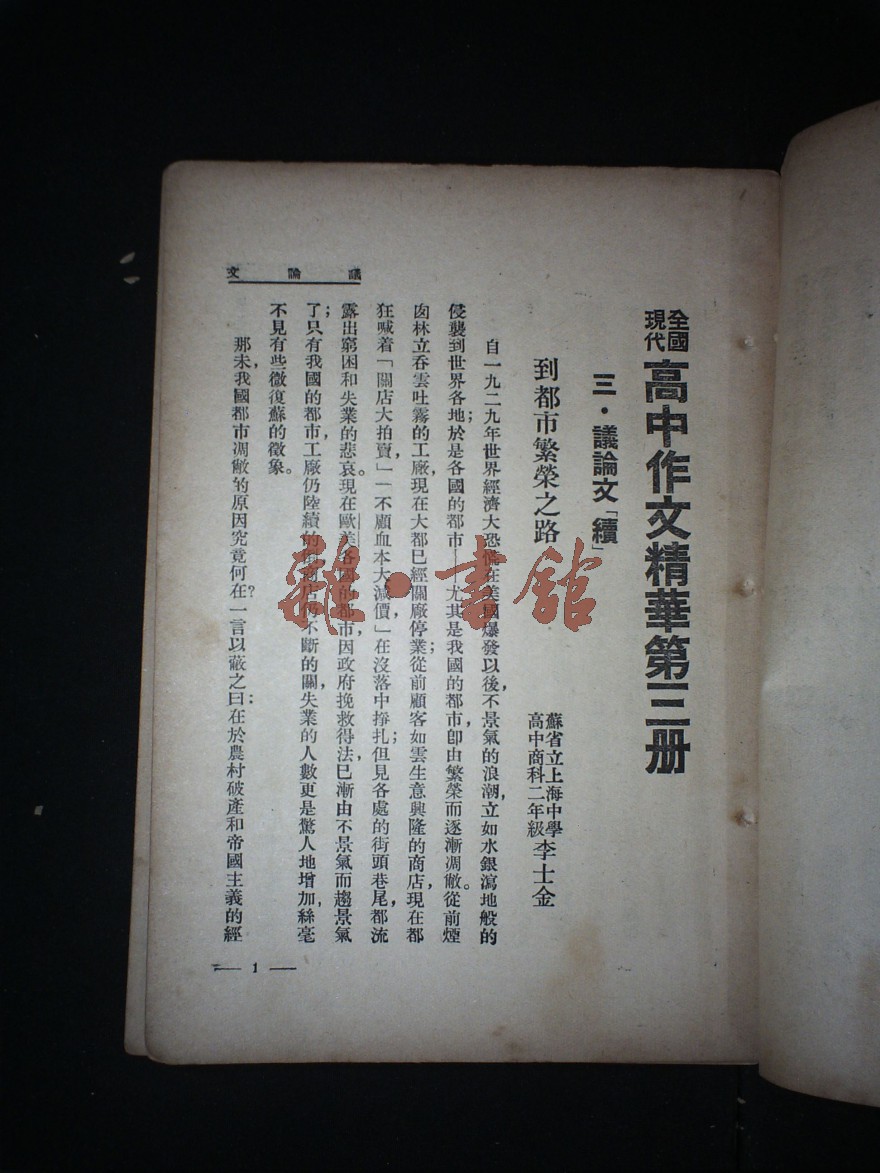 全國現代 高中作文精華第三册
三・議論文「續」
到都市繁榮之路
蘇省立上海中學高中商科二年級 李士金
自一九二九年世界經濟大恐慌在美國爆發以後，不景氣的浪潮，立如水銀瀉地般的
侵襲到世界各地；於是各國的都市——尤其是我國的都市，卽由繁榮而逐漸凋敝。從前煙
囱林立吞雲吐霧的工廠，現在大都已經關廠停業；從前顧客如雲生意興隆的商店，現在都
狂喊着「關店大拍賣，」「不顧血本大減價，」在沒落中掙扎；但見各處的街頭巷尾，都流
露出窮困和失業的悲哀。現在歐美各國的都市，因政府挽救得法，已漸由不景氣而趨景氣
了；只有我國的都市，工廠仍陸續的商店仍不斷的關，失業的人數更是驚人地增加，絲毫
不見有些微復蘇的徵象。
那末，我國都市凋敝的原因究竟何在？一言以蔽之曰：在於農村破產和帝國主義的經
議論文
— 1 —
雜・書館